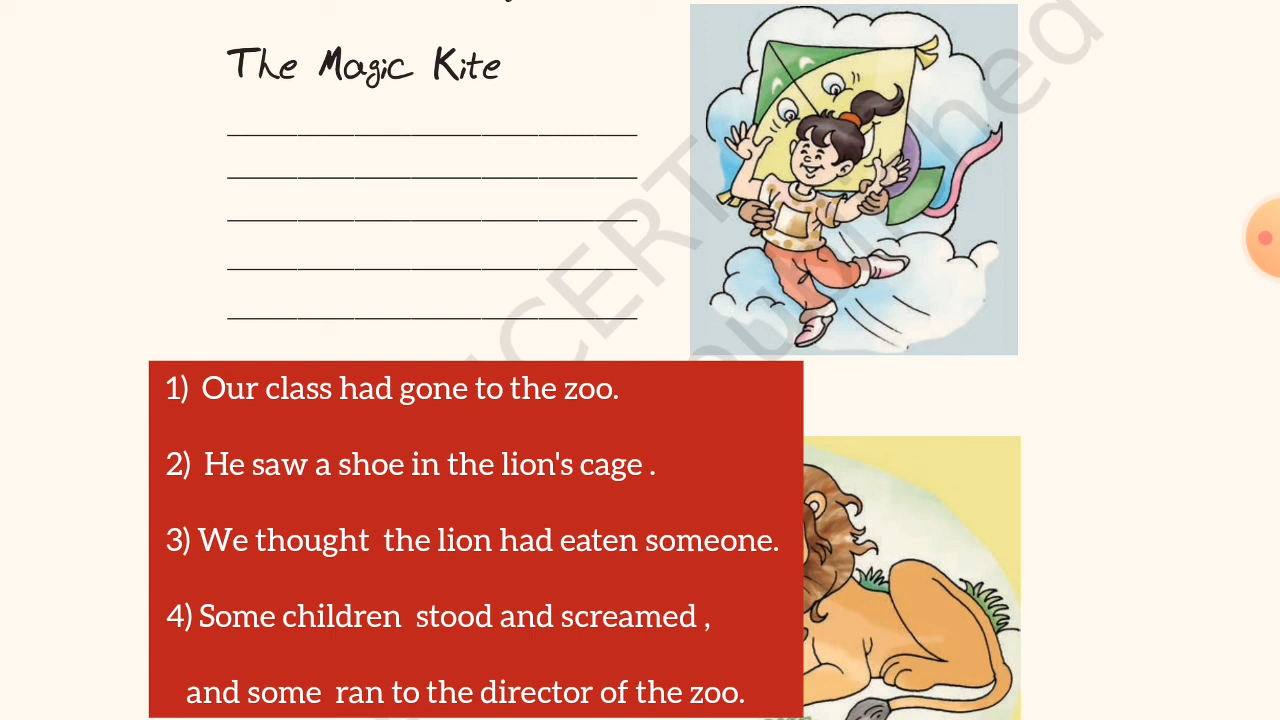 The Magic Kite
1) Our class had gone to the zoo.
2) He saw a shoe in the lion's cage .
3) We thought the lion had eaten someone.
4) Some children stood and screamed ,
and some ran to the director of the zoo.